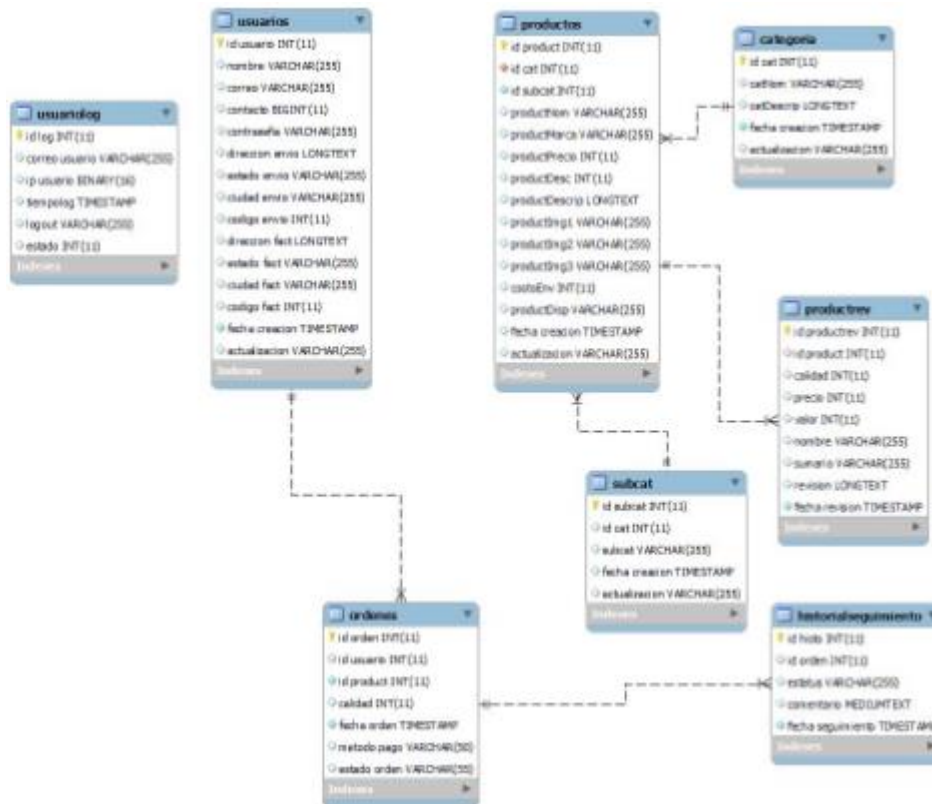 usuarios
id usuario INT(11)
nombre VARCHAR(255)
correo VARCHAR(255)
contacto BIGINT(11)
contraseña VARCHAR(255)
direccion envio LONGTEXT
estado envio VARCHAR(255)
ciudad envio VARCHAR(255)
codigo envio INT(11)
direccion fact LONGTEXT
estado fact VARCHAR(255)
ciudad fact VARCHAR(255)
codigo fact INT(11)
fecha creacion TIMESTAMP
actualizacion VARCHAR(255)
Indexes
productos
id product INT(11)
id cat INT(11)
id subcat INT(11)
productNom VARCHAR(255)
productMarca VARCHAR(255)
productPrecio INT(11)
productDesc INT(11)
productDescrip LONGTEXT
productImg1 VARCHAR(255)
productImg2 VARCHAR(255)
productImg3 VARCHAR(255)
costoEnv INT(11)
productDisp VARCHAR(255)
fecha creacion TIMESTAMP
actualizacion VARCHAR(255)
Indexes
categoria
id cat INT(11)
catNom VARCHAR(255)
catDescrip LONGTEXT
fecha creacion TIMESTAMP
actualizacion VARCHAR(255)
Indexes
usuariolog
id log INT(11)
correo usuario VARCHAR(255)
ip usuario BINARY(16)
tiempolog TIMESTAMP
logout VARCHAR(255)
estado INT(11)
Indexes
productrev
id productrev INT(11)
id product INT(11)
calidad INT(11)
precio INT(11)
valor INT(11)
nombre VARCHAR(255)
sumario VARCHAR(255)
revision LONGTEXT
fecha revision TIMESTAMP
Indexes
subcat
id subcat INT(11)
id cat INT(11)
subcat VARCHAR(255)
fecha creacion TIMESTAMP
actualizacion VARCHAR(255)
Indexes
ordenes
id orden INT(11)
id usuario INT(11)
id product INT(11)
calidad INT(11)
fecha orden TIMESTAMP
metodo pago VARCHAR(50)
estado orden VARCHAR(55)
Indexes
historialseguimiento
id histo INT(11)
id orden INT(11)
estatus VARCHAR(255)
comentario MEDIUMTEXT
fecha seguimiento TIMESTAMP
Indexes